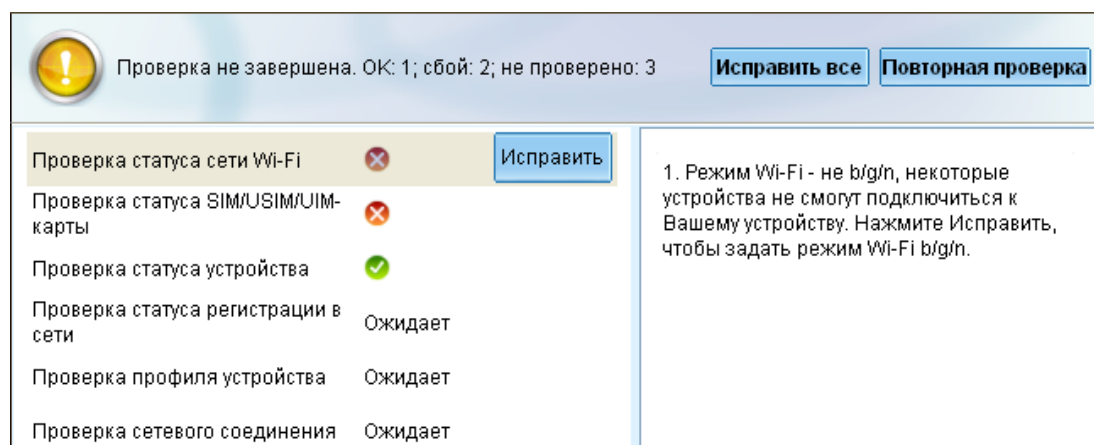 Проверка не завершена. OK: 1; сбой: 2; не проверено: 3
Исправить все
Повторная проверка
Проверка статуса сети Wi-Fi
Исправить
Проверка статуса SIM/USIM/UIM-
карты
Проверка статуса устройства
Проверка статуса регистрации в
сети
Ожидает
Проверка профиля устройства
Ожидает
Проверка сетевого соединения
Ожидает
1. Режим Wi-Fi - не b/g/n, некоторые
устройства не смогут подключиться к
Вашему устройству. Нажмите Исправить,
чтобы задать режим Wi-Fi b/g/n.